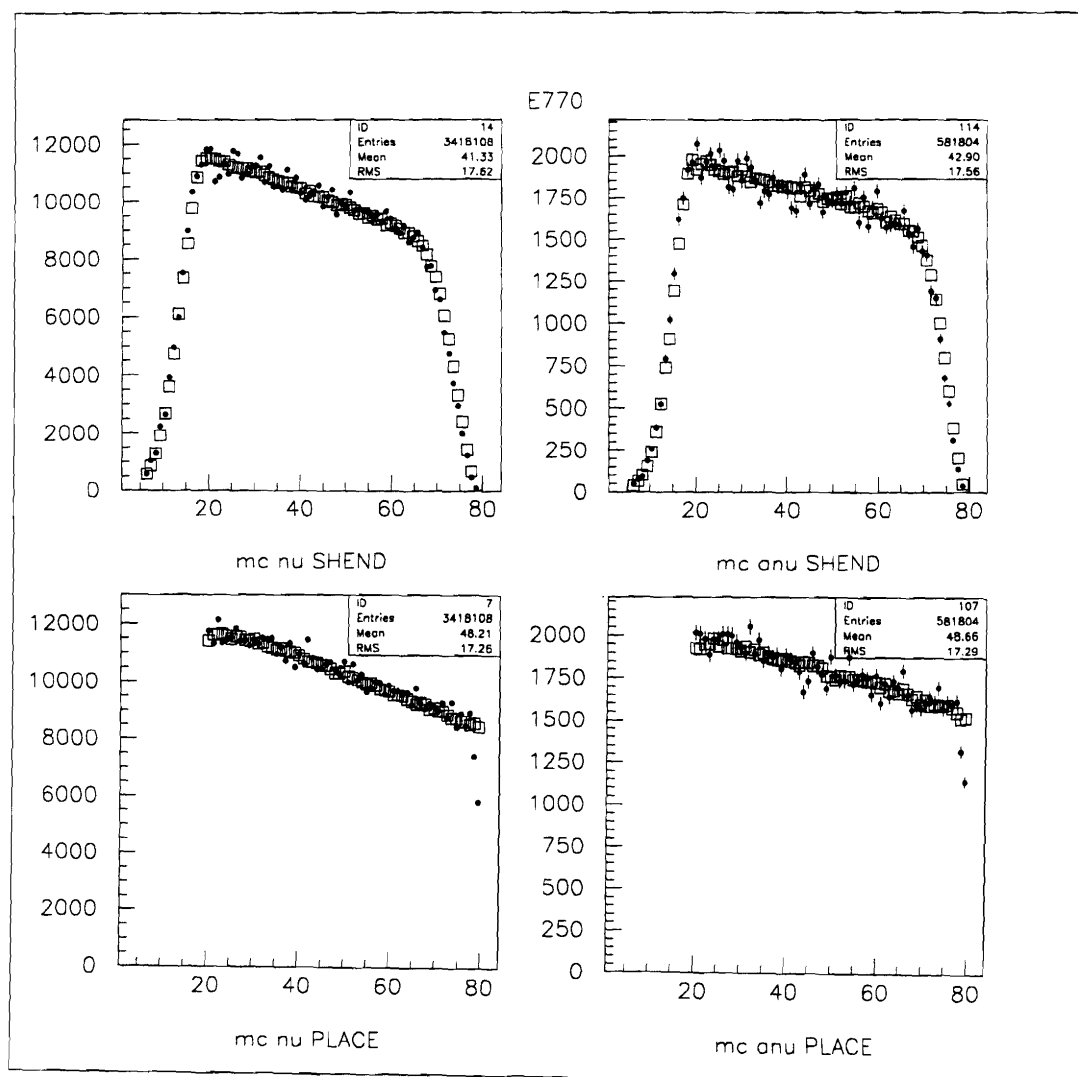 E770
12000
10000
8000
6000
4000
2000
0
20 40 60 80
ID 14
Entries 3418108
Mean 41.33
RMS 17.62
mc nu SHEND
2000
1750
1500
1250
1000
750
500
250
0
20 40 60 80
ID 114
Entries 581804
Mean 42.90
RMS 17.56
mc anu SHEND
12000
10000
8000
6000
4000
2000
0
20 40 60 80
ID 7
Entries 3418108
Mean 48.21
RMS 17.26
mc nu PLACE
2000
1750
1500
1250
1000
750
500
250
0
20 40 60 80
ID 107
Entries 581804
Mean 48.66
RMS 17.29
mc anu PLACE